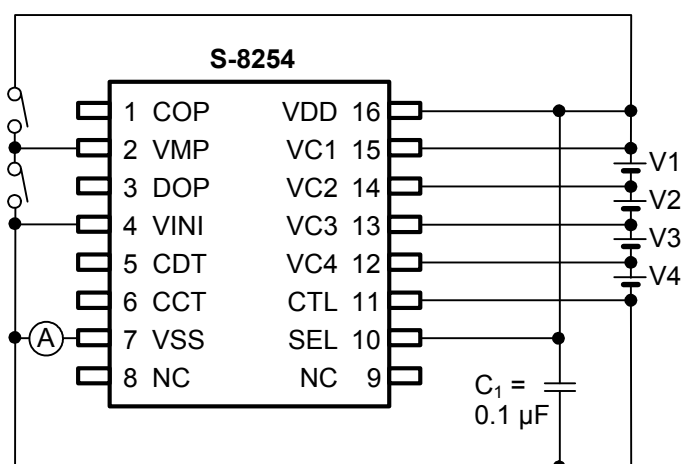 S-8254
1 COP VDD 16
2 VMP VC1 15
3 DOP VC2 14
4 VINI VC3 13
5 CDT VC4 12
6 CCT CTL 11
7 VSS SEL 10
8 NC NC 9
V1
V2
V3
V4
A
C₁ =
0.1 µF